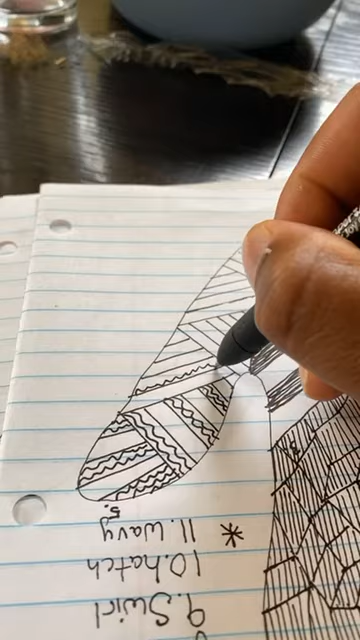 9. Swirl
10. hatch
* 11. wavy
5.